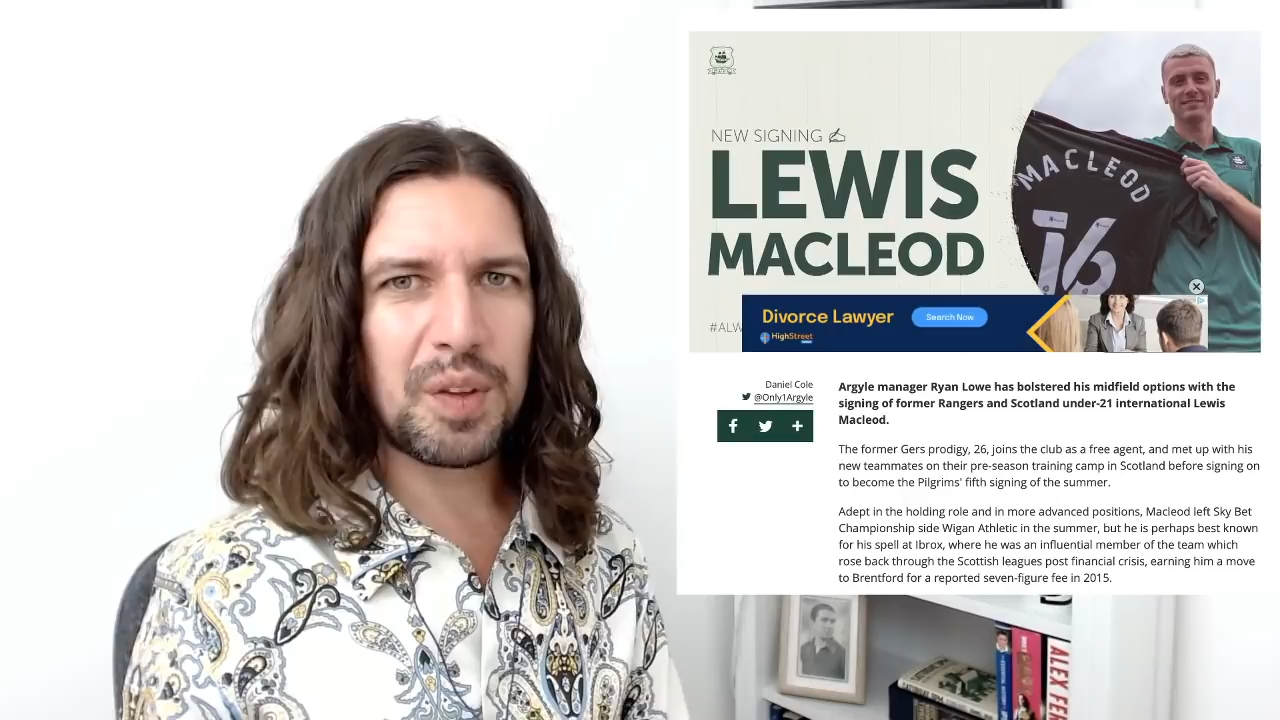 NEW SIGNING
LEWIS
MACLEOD
MACLEOD
16
#ALW
Divorce Lawyer
Search Now
HighStreet
Daniel Cole
@Only1Argyle
Argyle manager Ryan Lowe has bolstered his midfield options with the
signing of former Rangers and Scotland under-21 international Lewis
Macleod.
The former Gers prodigy, 26, joins the club as a free agent, and met up with his
new teammates on their pre-season training camp in Scotland before signing on
to become the Pilgrims' fifth signing of the summer.
Adept in the holding role and in more advanced positions, Macleod left Sky Bet
Championship side Wigan Athletic in the summer, but he is perhaps best known
for his spell at Ibrox, where he was an influential member of the team which
rose back through the Scottish leagues post financial crisis, earning him a move
to Brentford for a reported seven-figure fee in 2015.
ALEX FER